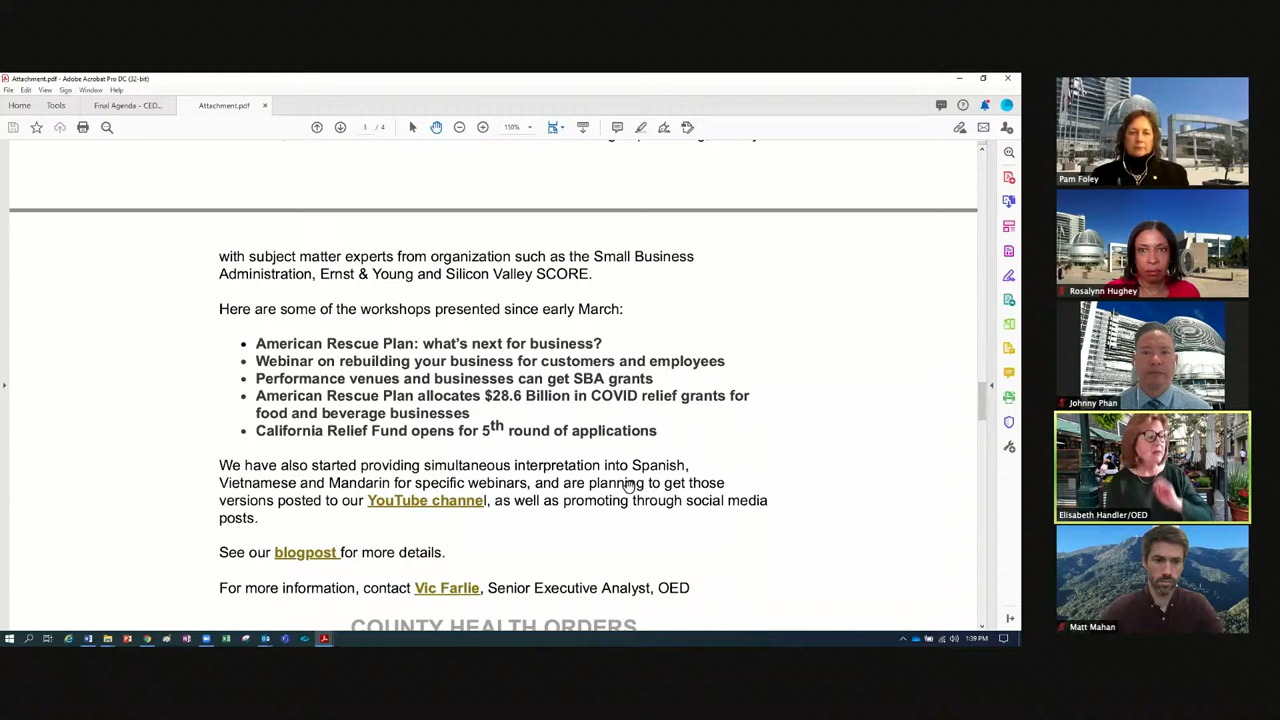 Attachment.pdf - Adobe Acrobat Pro DC (32-bit)
File Edit View Sign Window Help
Home Tools Final Agenda - CED... Attachment.pdf ×
3 / 4 150%
with subject matter experts from organization such as the Small Business
Administration, Ernst & Young and Silicon Valley SCORE.
Here are some of the workshops presented since early March:
• American Rescue Plan: what's next for business?
• Webinar on rebuilding your business for customers and employees
• Performance venues and businesses can get SBA grants
• American Rescue Plan allocates $28.6 Billion in COVID relief grants for
food and beverage businesses
• California Relief Fund opens for 5th round of applications
We have also started providing simultaneous interpretation into Spanish,
Vietnamese and Mandarin for specific webinars, and are planning to get those
versions posted to our YouTube channel, as well as promoting through social media
posts.
See our blogpost for more details.
For more information, contact Vic Farlie, Senior Executive Analyst, OED
COUNTY HEALTH ORDERS
1:39 PM
Pam Foley
Rosalynn Hughey
Johnny Phan
Elisabeth Handler/OED
Matt Mahan